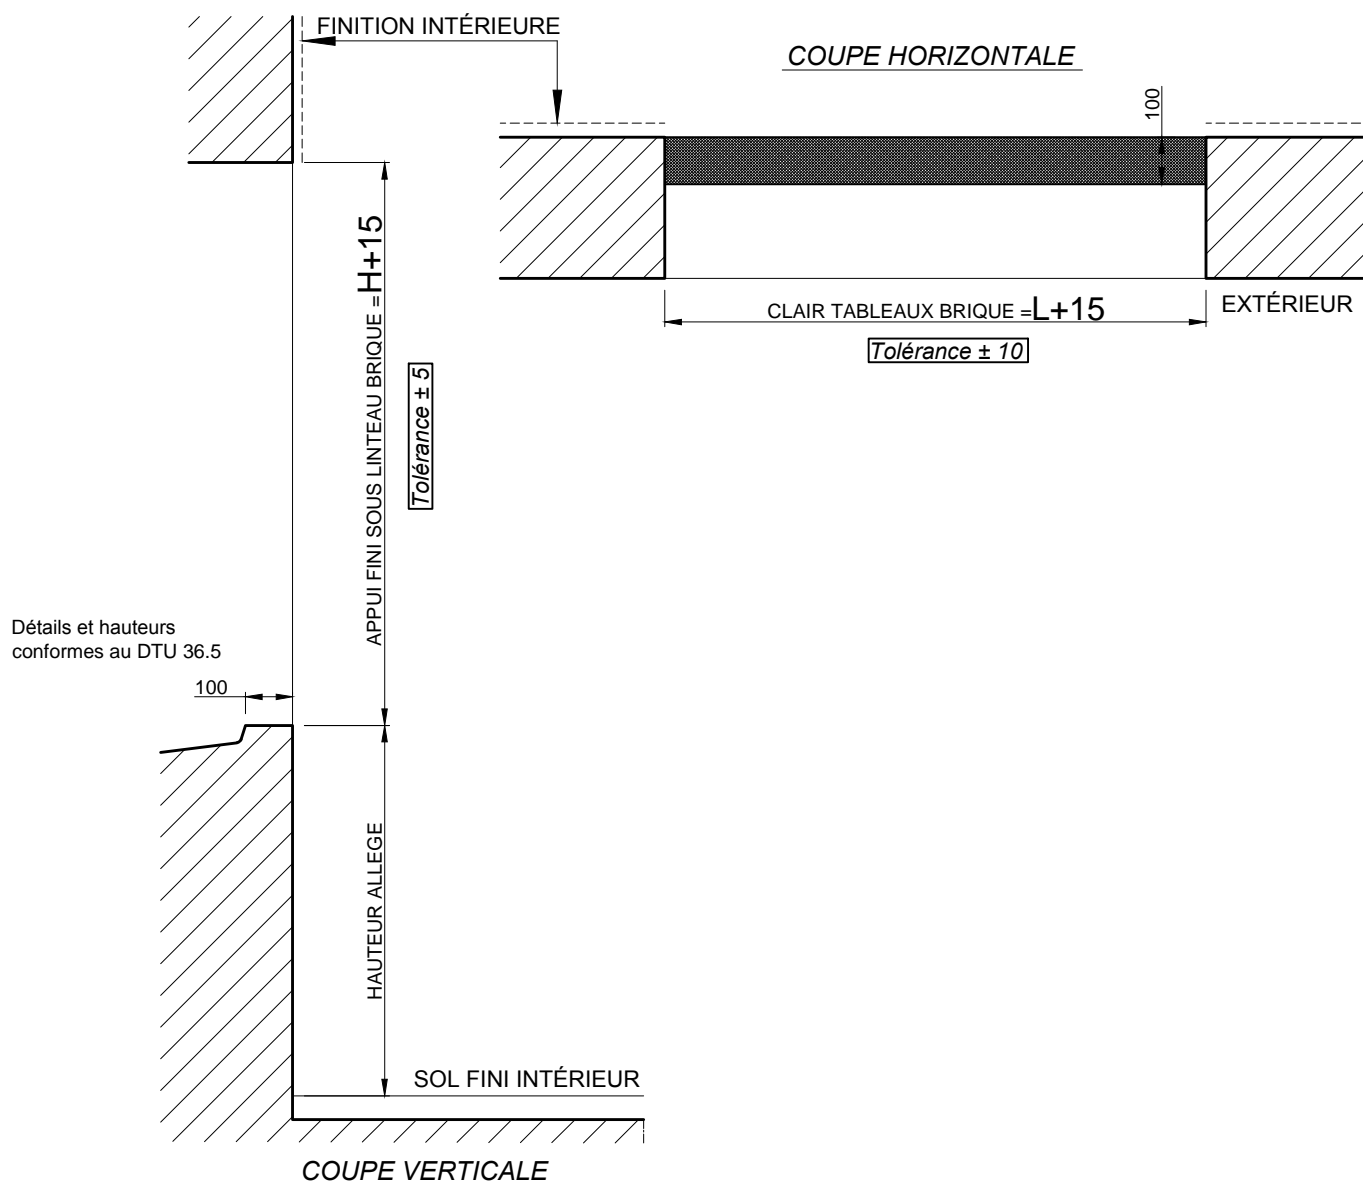 FINITION INTÉRIEURE
COUPE HORIZONTALE
100
CLAIR TABLEAUX BRIQUE =L+15
EXTÉRIEUR
Tolérance ± 10
APPUI FINI SOUS LINTEAU BRIQUE =H+15
Tolérance ± 5
Détails et hauteurs
conformes au DTU 36.5
100
HAUTEUR ALLEGE
SOL FINI INTÉRIEUR
COUPE VERTICALE